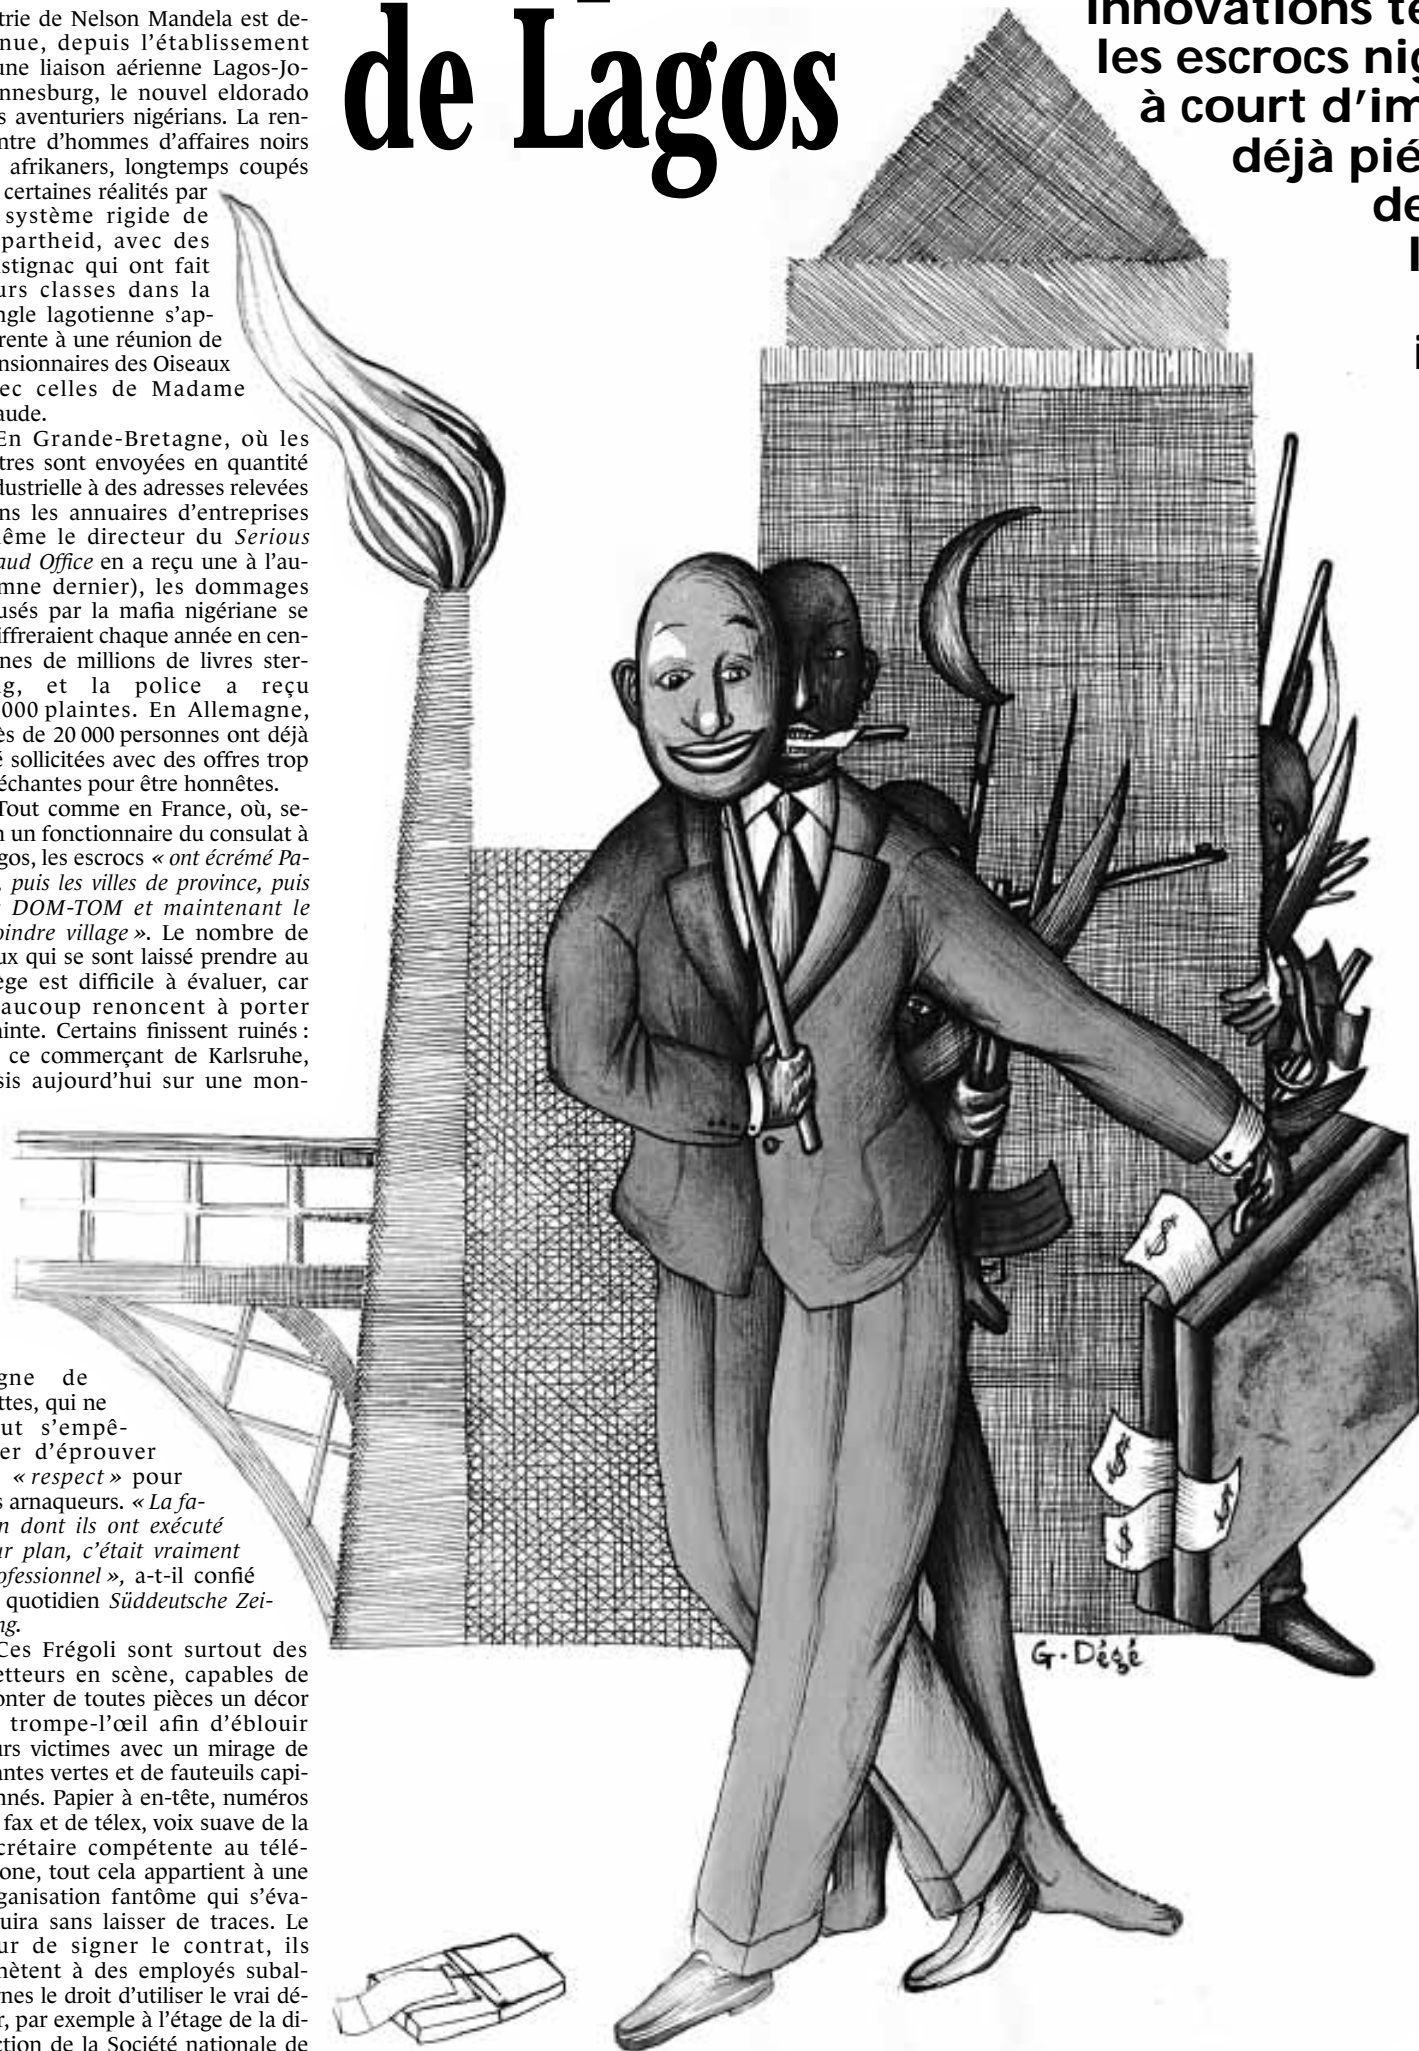 de Lagos
innovations te
les escrocs nig
à court d'im
déjà pié
de
l
i
trie de Nelson Mandela est de-
nue, depuis l'établissement
une liaison aérienne Lagos-Jo-
nnesburg, le nouvel eldorado
s aventuriers nigérians. La ren-
ntre d'hommes d'affaires noirs
afrikaners, longtemps coupés
certaines réalités par
système rigide de
partheid, avec des
stignac qui ont fait
urs classes dans la
ngle lagotienne s'ap-
rente à une réunion de
nsionnaires des Oiseaux
ec celles de Madame
aude.
En Grande-Bretagne, où les
tres sont envoyées en quantité
dustrielle à des adresses relevées
ns les annuaires d'entreprises
ême le directeur du Serious
aud Office en a reçu une à l'au-
mne dernier), les dommages
usés par la mafia nigériane se
iffreraient chaque année en cen-
nes de millions de livres ster-
g, et la police a reçu
000 plaintes. En Allemagne,
ès de 20 000 personnes ont déjà
é sollicitées avec des offres trop
échantes pour être honnêtes.
Tout comme en France, où, se-
n un fonctionnaire du consulat à
gos, les escrocs « ont écrémé Pa-
, puis les villes de province, puis
DOM-TOM et maintenant le
oindre village ». Le nombre de
ux qui se sont laissé prendre au
ège est difficile à évaluer, car
aucoup renoncent à porter
ainte. Certains finissent ruinés :
ce commerçant de Karlsruhe,
sis aujourd'hui sur une mon-
gne de
ttes, qui ne
ut s'empê-
er d'éprouver
« respect » pour
s arnaqueurs. « La fa-
n dont ils ont exécuté
ur plan, c'était vraiment
ofessionnel », a-t-il confié
quotidien Süddeutsche Zei-
ng.
Ces Frégoli sont surtout des
etteurs en scène, capables de
onter de toutes pièces un décor
trompe-l'œil afin d'éblouir
urs victimes avec un mirage de
antes vertes et de fauteuils capi-
nnés. Papier à en-tête, numéros
fax et de télex, voix suave de la
crétaire compétente au télé-
one, tout cela appartient à une
ganisation fantôme qui s'éva-
uira sans laisser de traces. Le
ur de signer le contrat, ils
hètent à des employés subal-
rnes le droit d'utiliser le vrai dé-
r, par exemple à l'étage de la di-
ction de la Société nationale de
$
$
$
$
G. Dégé